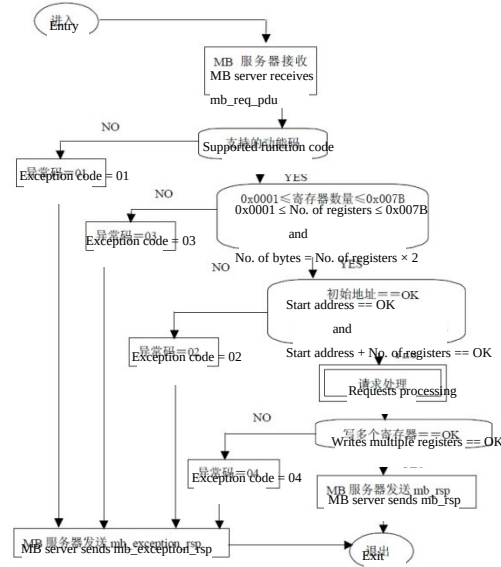 进入
Entry
MB 服务器接收
MB server receives
mb_req_pdu
NO
支持的功能码
Supported function code
异常码=01
Exception code = 01
YES
NO
0x0001≤寄存器数量≤0x007B
0x0001 ≤ No. of registers ≤ 0x007B
异常码=03
Exception code = 03
and
No. of bytes = No. of registers × 2
NO
YES
初始地址==OK
Start address == OK
and
异常码=02
Exception code = 02
Start address + No. of registers == OK
请求处理
Requests processing
NO
写多个寄存器==OK
Writes multiple registers == OK
异常码=04
Exception code = 04
MB 服务器发送 mb_rsp
MB server sends mb_rsp
MB 服务器发送 mb_exception_rsp
MB server sends mb_exception_rsp
退出
Exit